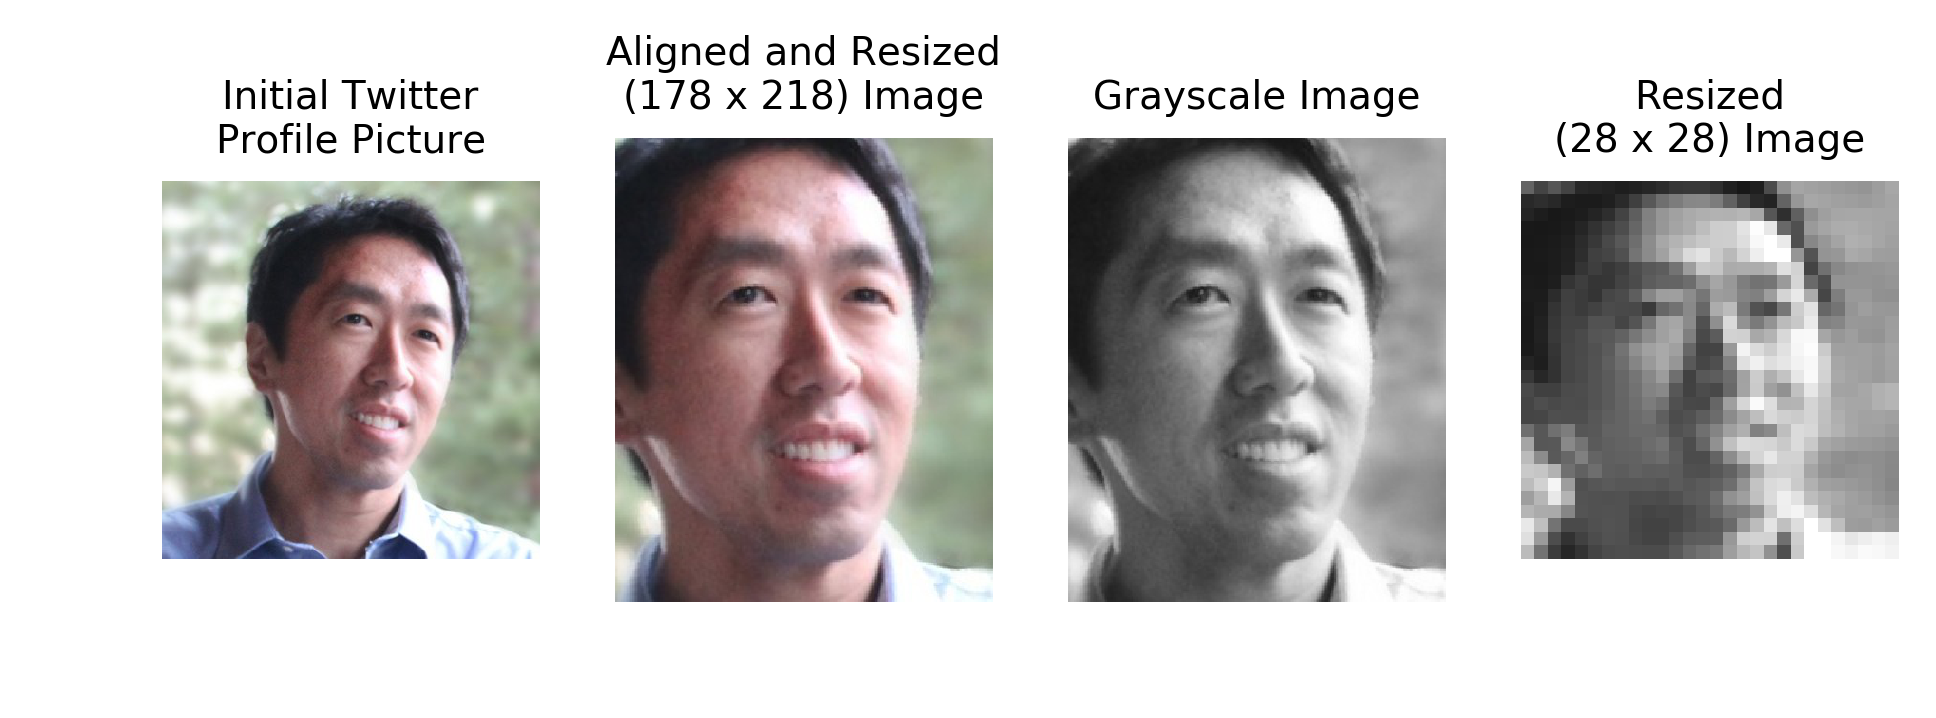 Initial Twitter
Profile Picture
Aligned and Resized
(178 x 218) Image
Grayscale Image
Resized
(28 x 28) Image